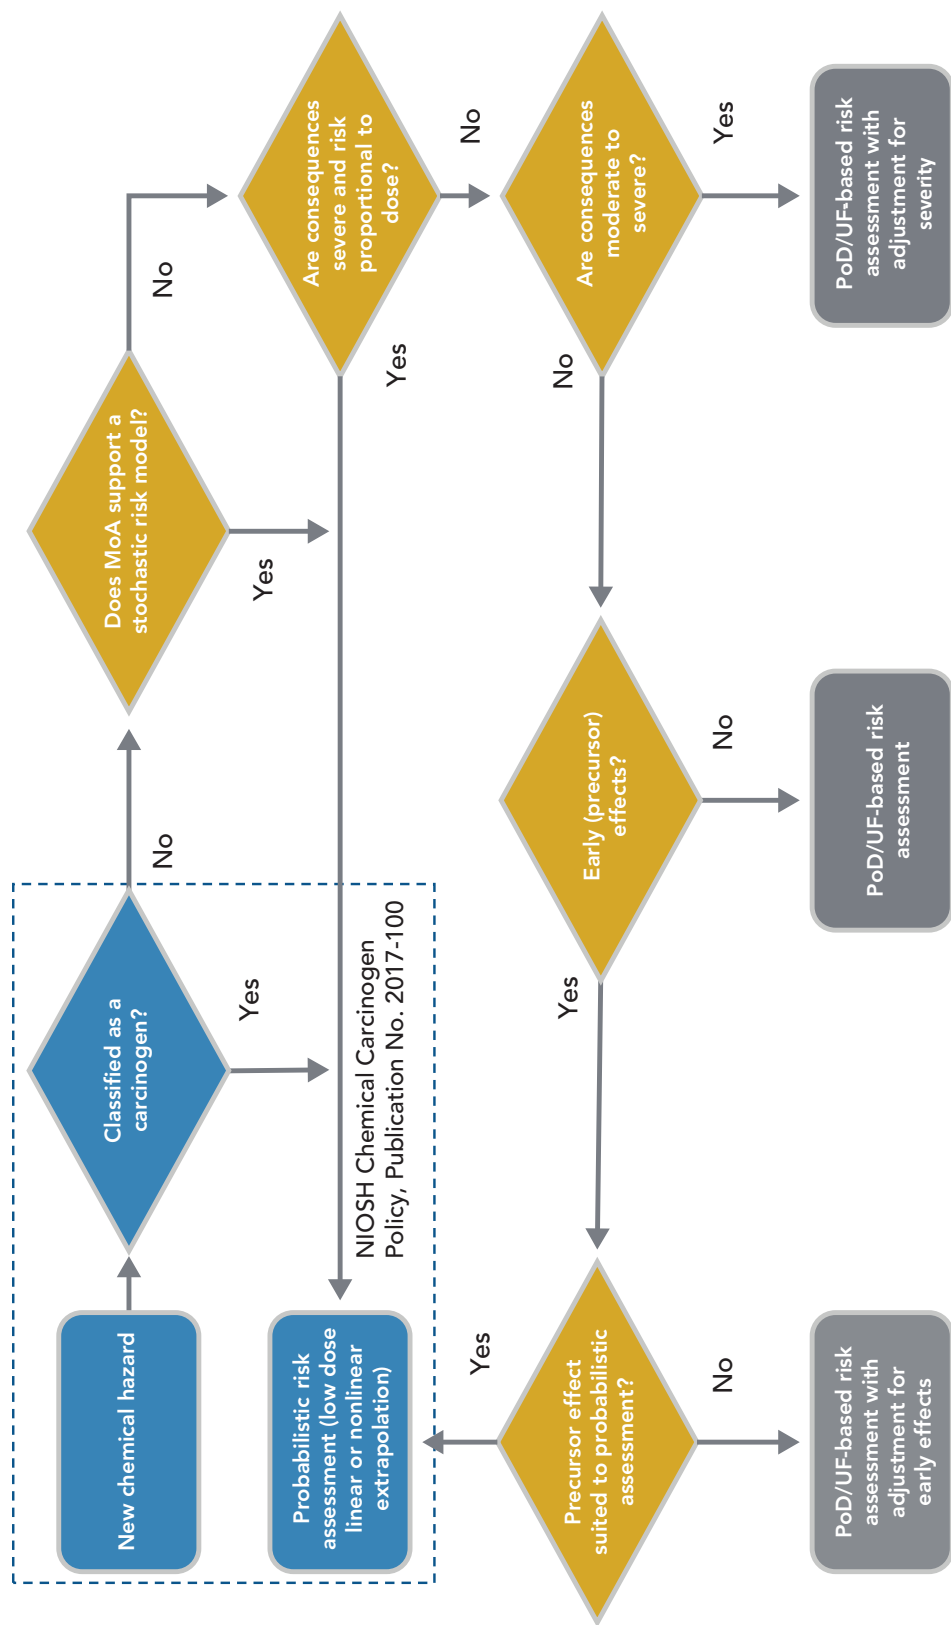 New chemical hazard
Classified as a
carcinogen?
No
Does MoA support a
stochastic risk model?
No
Yes
Yes
Probabilistic risk
assessment (low dose
linear or nonlinear
extrapolation)
NIOSH Chemical Carcinogen
Policy, Publication No. 2017-100
Yes
Are consequences
severe and risk
proportional to
dose?
No
Yes
Precursor effect
suited to probabilistic
assessment?
Yes
Early (precursor)
effects?
No
Are consequences
moderate to
severe?
No
No
Yes
PoD/UF-based risk
assessment with
adjustment for
early effects
PoD/UF-based risk
assessment
PoD/UF-based risk
assessment with
adjustment for
severity